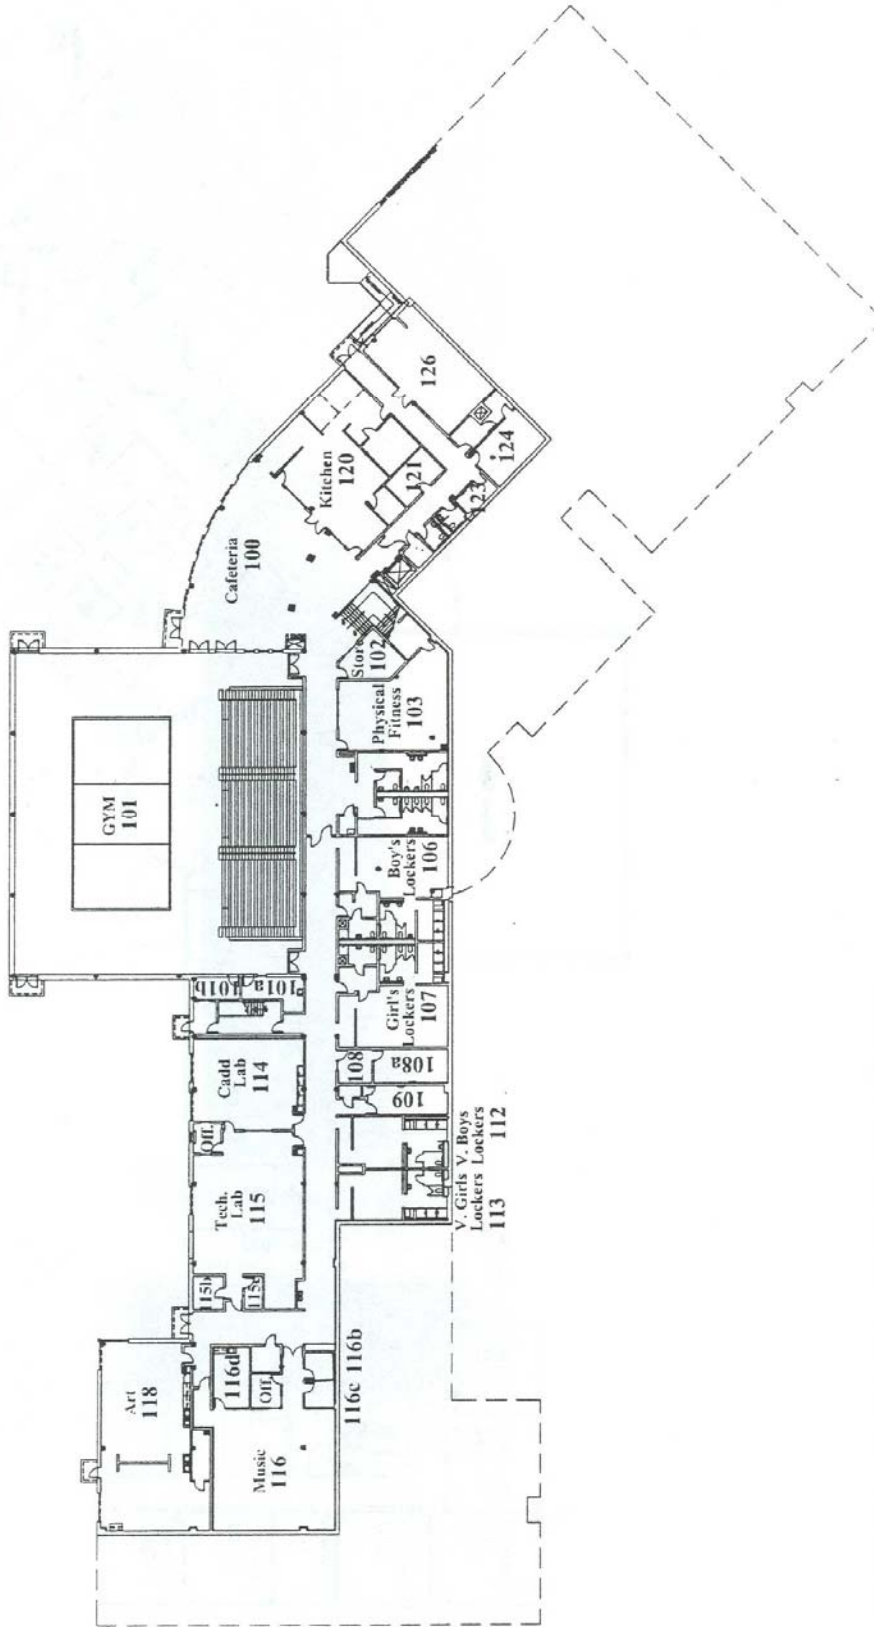 Art
118
Music
116
116d
Off.
116c 116b
115b
115c
Tech.
Lab
115
Off.
Cadd
Lab
114
101b
101a
GYM
101
Cafeteria
100
Kitchen
120
121
126
124
123
Store
102
Physical
Fitness
103
Boy's
Lockers
106
Girl's
Lockers
107
108
108a
109
V. Boys
Lockers
112
V. Girls
Lockers
113